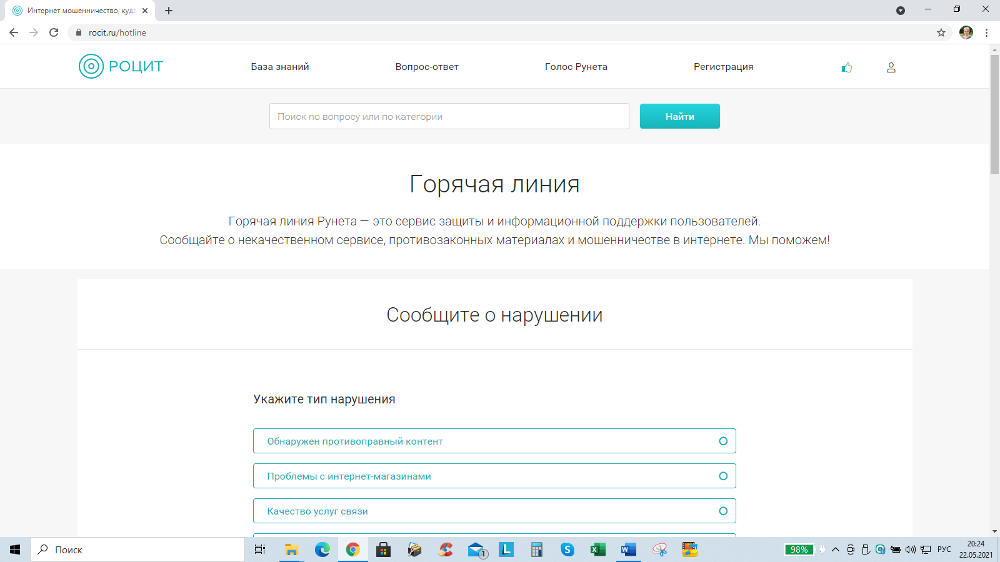 Интернет мошенничество, куда
rocit.ru/hotline
РОЦИТ
База знаний
Вопрос-ответ
Голос Рунета
Регистрация
Поиск по вопросу или по категории
Найти
Горячая линия
Горячая линия Рунета — это сервис защиты и информационной поддержки пользователей.
Сообщайте о некачественном сервисе, противозаконных материалах и мошенничестве в интернете. Мы поможем!
Сообщите о нарушении
Укажите тип нарушения
Обнаружен противоправный контент
Проблемы с интернет-магазинами
Качество услуг связи
Поиск
1
L
S
X
W
98%
РУС
20:24
22.05.2021